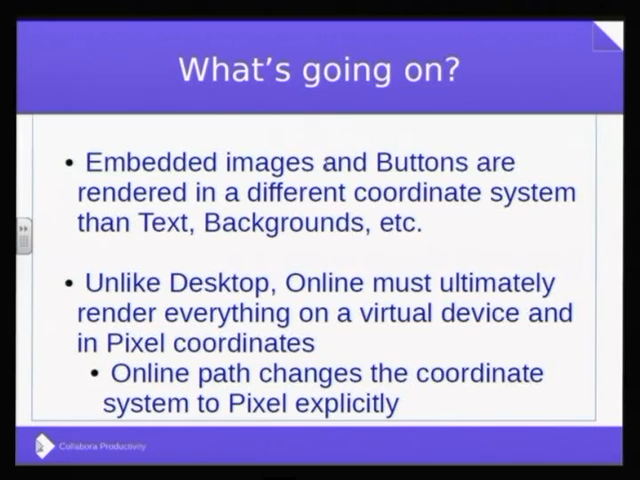 What's going on?
• Embedded images and Buttons are
rendered in a different coordinate system
than Text, Backgrounds, etc.
• Unlike Desktop, Online must ultimately
render everything on a virtual device and
in Pixel coordinates
• Online path changes the coordinate
system to Pixel explicitly
Collabora Productivity